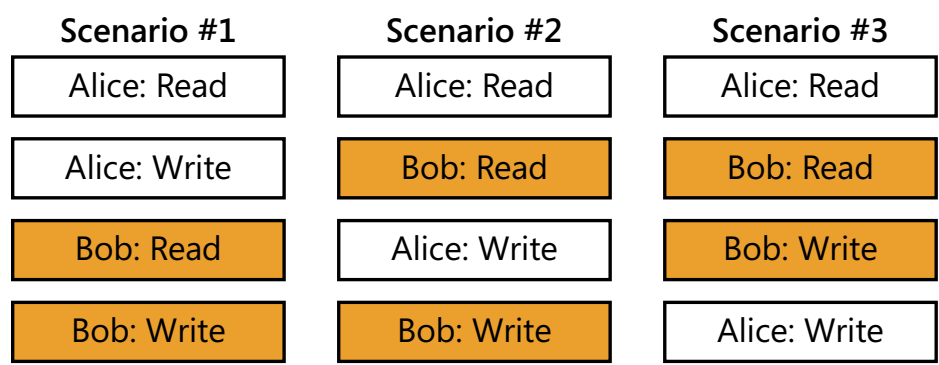 Scenario #1
Alice: Read
Alice: Write
Bob: Read
Bob: Write
Scenario #2
Alice: Read
Bob: Read
Alice: Write
Bob: Write
Scenario #3
Alice: Read
Bob: Read
Bob: Write
Alice: Write